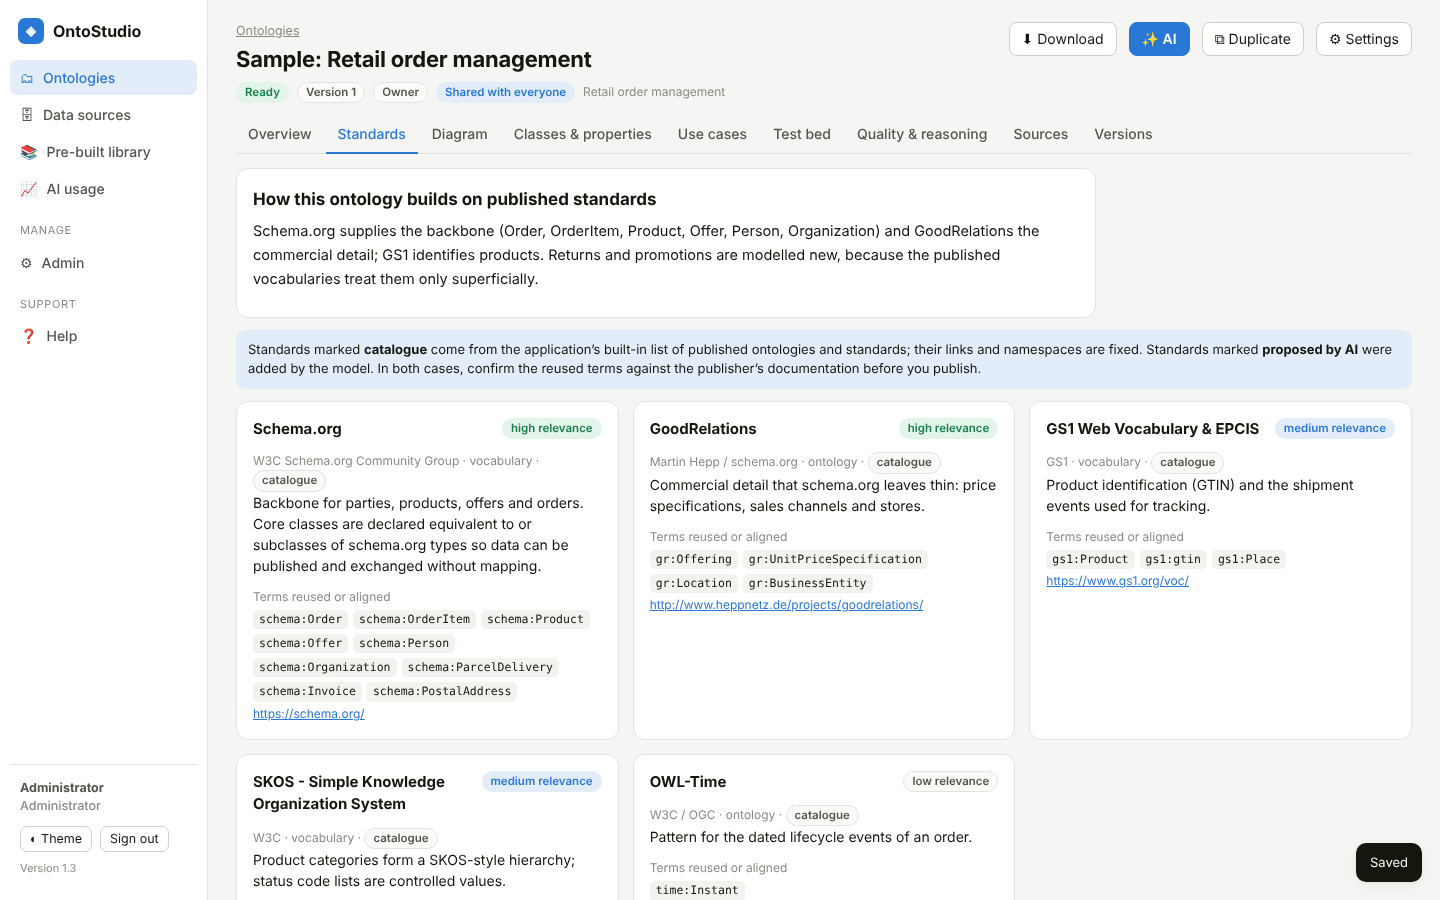 OntoStudio
Ontologies
Data sources
Pre-built library
AI usage
MANAGE
Admin
SUPPORT
Help
Administrator
Administrator
Theme
Sign out
Version 1.3
Ontologies
Sample: Retail order management
Ready
Version 1
Owner
Shared with everyone
Retail order management
Download
AI
Duplicate
Settings
Overview
Standards
Diagram
Classes & properties
Use cases
Test bed
Quality & reasoning
Sources
Versions
How this ontology builds on published standards
Schema.org supplies the backbone (Order, OrderItem, Product, Offer, Person, Organization) and GoodRelations the
commercial detail; GS1 identifies products. Returns and promotions are modelled new, because the published
vocabularies treat them only superficially.
Standards marked catalogue come from the application’s built-in list of published ontologies and standards; their links and namespaces are fixed. Standards marked proposed by AI were
added by the model. In both cases, confirm the reused terms against the publisher’s documentation before you publish.
Schema.org
high relevance
W3C Schema.org Community Group · vocabulary ·
catalogue
Backbone for parties, products, offers and orders.
Core classes are declared equivalent to or
subclasses of schema.org types so data can be
published and exchanged without mapping.
Terms reused or aligned
schema:Order schema:OrderItem schema:Product
schema:Offer schema:Person
schema:Organization schema:ParcelDelivery
schema:Invoice schema:PostalAddress
https://schema.org/
GoodRelations
high relevance
Martin Hepp / schema.org · ontology · catalogue
Commercial detail that schema.org leaves thin: price
specifications, sales channels and stores.
Terms reused or aligned
gr:Offering gr:UnitPriceSpecification
gr:Location gr:BusinessEntity
http://www.heppnetz.de/projects/goodrelations/
GS1 Web Vocabulary & EPCIS
medium relevance
GS1 · vocabulary · catalogue
Product identification (GTIN) and the shipment
events used for tracking.
Terms reused or aligned
gs1:Product gs1:gtin gs1:Place
https://www.gs1.org/voc/
SKOS - Simple Knowledge
Organization System
medium relevance
W3C · vocabulary · catalogue
Product categories form a SKOS-style hierarchy;
status code lists are controlled values.
OWL-Time
low relevance
W3C / OGC · ontology · catalogue
Pattern for the dated lifecycle events of an order.
Terms reused or aligned
time:Instant
Saved